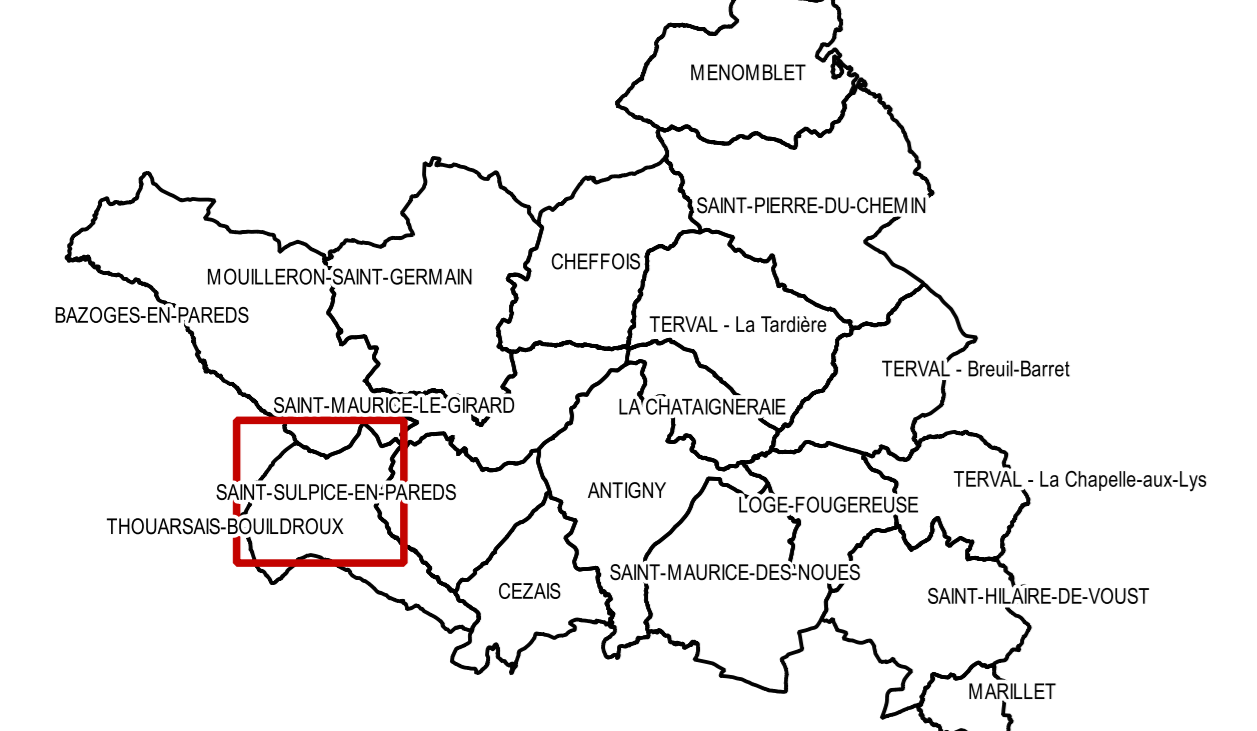 MENOMBLET
SAINT-PIERRE-DU-CHEMIN
CHEFFOIS
MOUILLERON-SAINT-GERMAIN
BAZOGES-EN-PAREDS
TERVAL - La Tardière
TERVAL - Breuil-Barret
SAINT-MAURICE-LE-GIRARD
LA CHATAIGNERAIE
TERVAL - La Chapelle-aux-Lys
SAINT-SULPICE-EN-PAREDS
ANTIGNY
LOGE-FOUGEREUSE
THOUARSAIS-BOUILDROUX
SAINT-MAURICE-DES-NOUES
CEZAIS
SAINT-HILAIRE-DE-VOUST
MARILLET